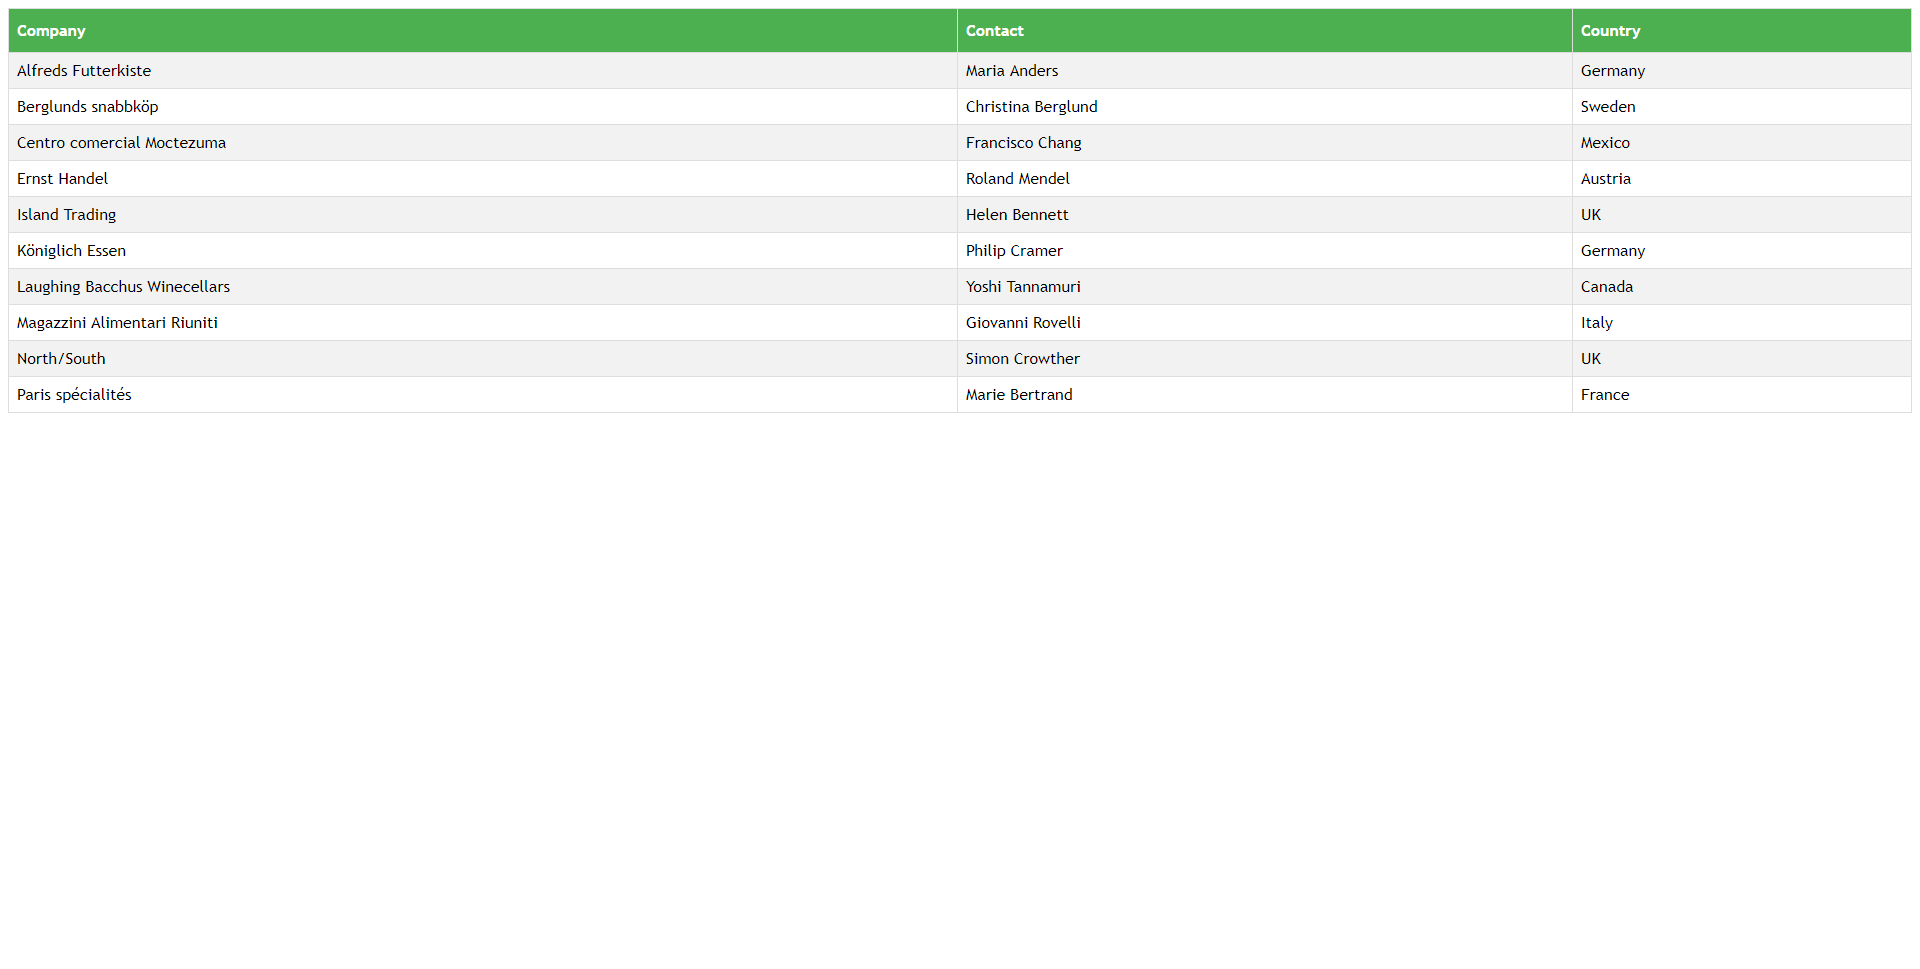 Company Contact Country
Alfreds Futterkiste Maria Anders Germany
Berglunds snabbköp Christina Berglund Sweden
Centro comercial Moctezuma Francisco Chang Mexico
Ernst Handel Roland Mendel Austria
Island Trading Helen Bennett UK
Königlich Essen Philip Cramer Germany
Laughing Bacchus Winecellars Yoshi Tannamuri Canada
Magazzini Alimentari Riuniti Giovanni Rovelli Italy
North/South Simon Crowther UK
Paris spécialités Marie Bertrand France